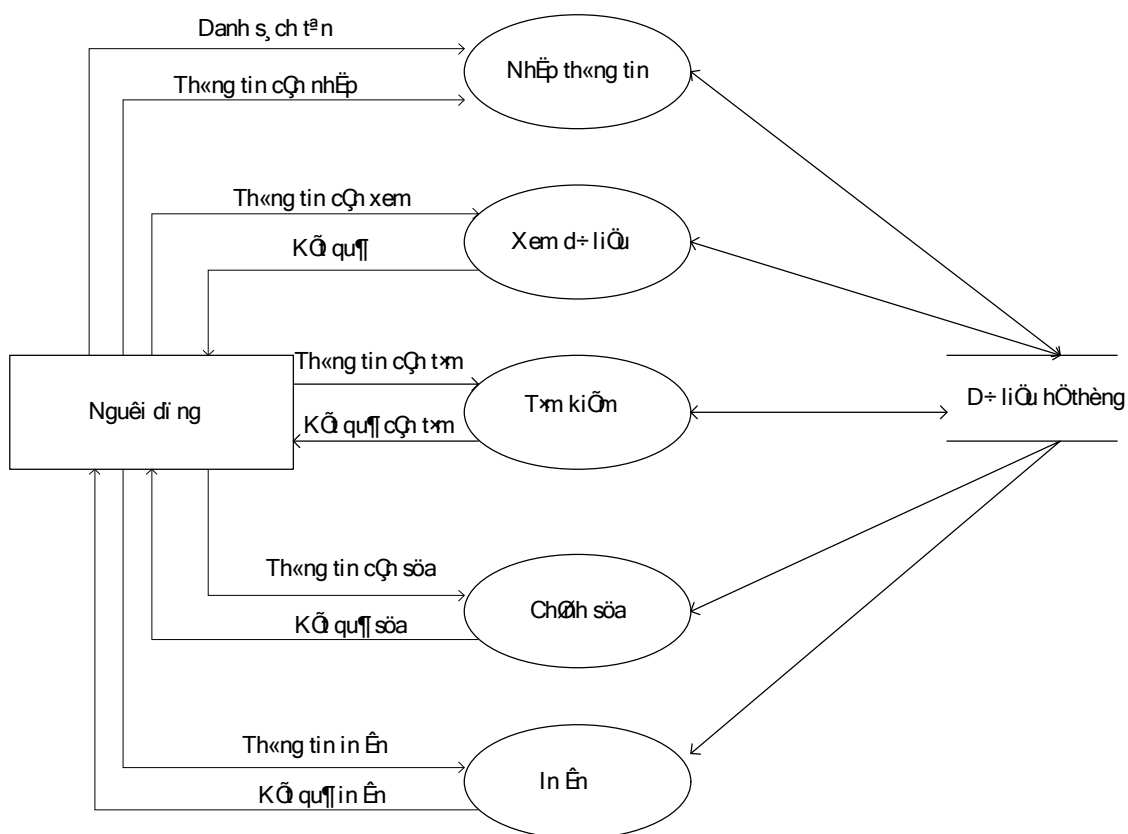 Danh s¸ch tªn
NhËp th«ng tin
Th«ng tin cÇn nhËp
Th«ng tin cÇn xem
Xem d÷ liÖu
KÕt qu¶
Th«ng tin cÇn t×m
Nguêi dïng
T×m kiÕm
D÷ liÖu hÖ thèng
KÕt qu¶ cÇn t×m
Th«ng tin cÇn söa
ChØnh söa
KÕt qu¶ söa
Th«ng tin in Ên
In Ên
KÕt qu¶ in Ên